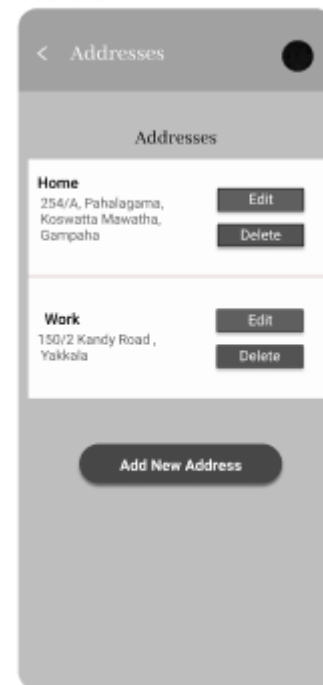 < Addresses
Addresses
Home
254/A, Pahalagama,
Koswatta Mawatha,
Gampaha
Edit
Delete
Work
150/2 Kandy Road ,
Yakkala
Edit
Delete
Add New Address